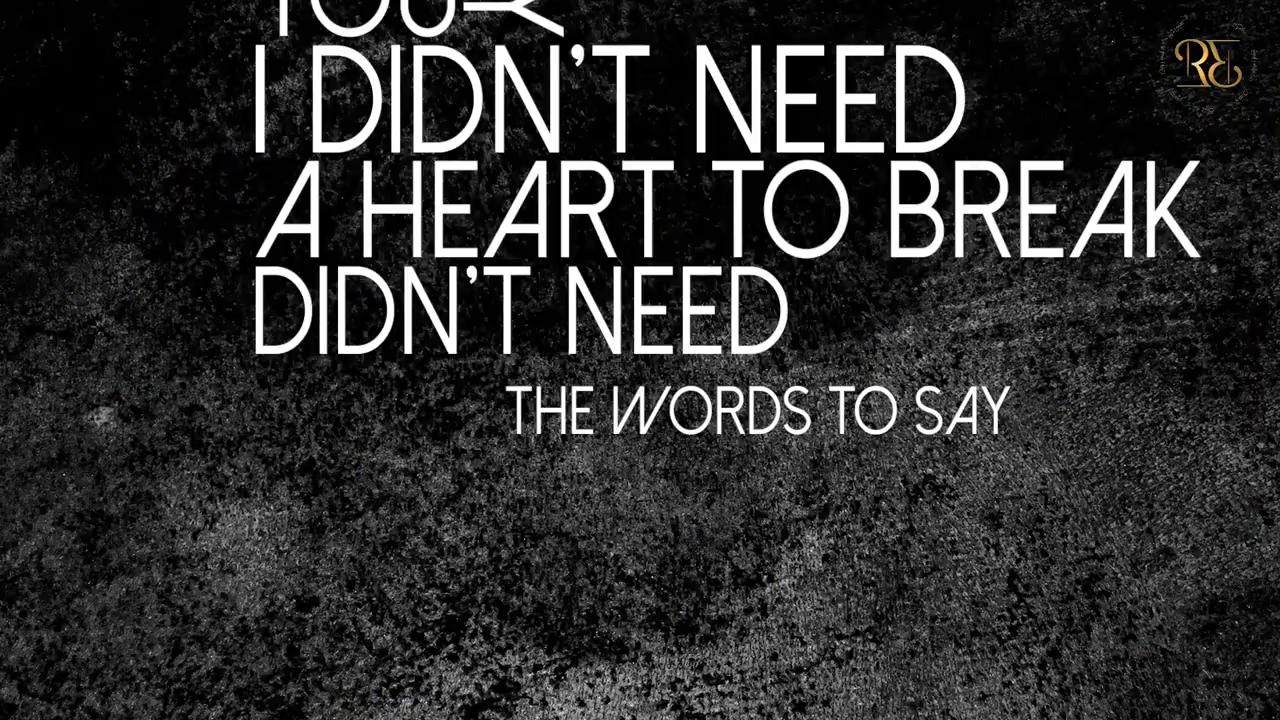 I DIDN'T NEED
A HEART TO BREAK
DIDN'T NEED
THE WORDS TO SAY